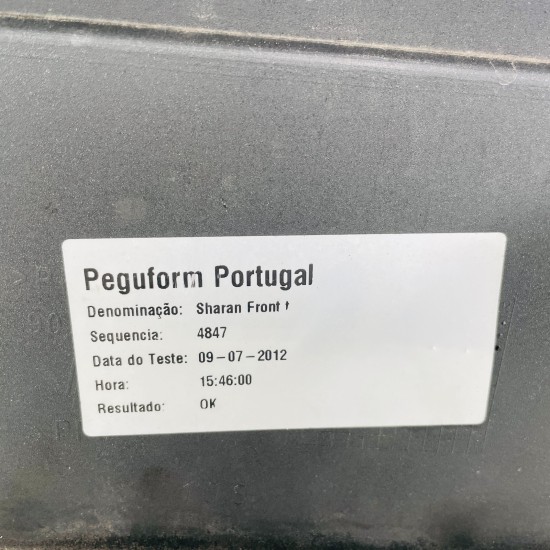 Peguform Portugal
Denominação: Sharan Front t
Sequencia: 4847
Data do Teste: 09-07-2012
Hora: 15:46:00
Resultado: OK